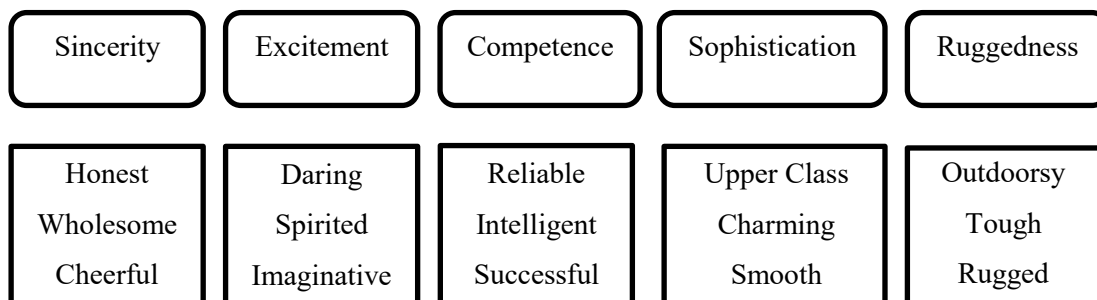 Sincerity
Excitement
Competence
Sophistication
Ruggedness
Honest
Wholesome
Cheerful
Daring
Spirited
Imaginative
Reliable
Intelligent
Successful
Upper Class
Charming
Smooth
Outdoorsy
Tough
Rugged